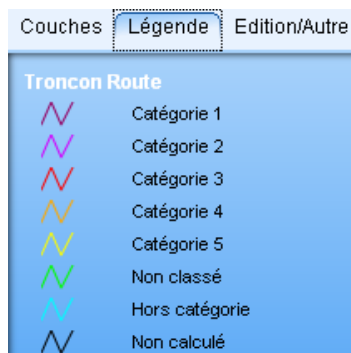 Couches Légende Edition/Autre
Troncon Route
Catégorie 1
Catégorie 2
Catégorie 3
Catégorie 4
Catégorie 5
Non classé
Hors catégorie
Non calculé